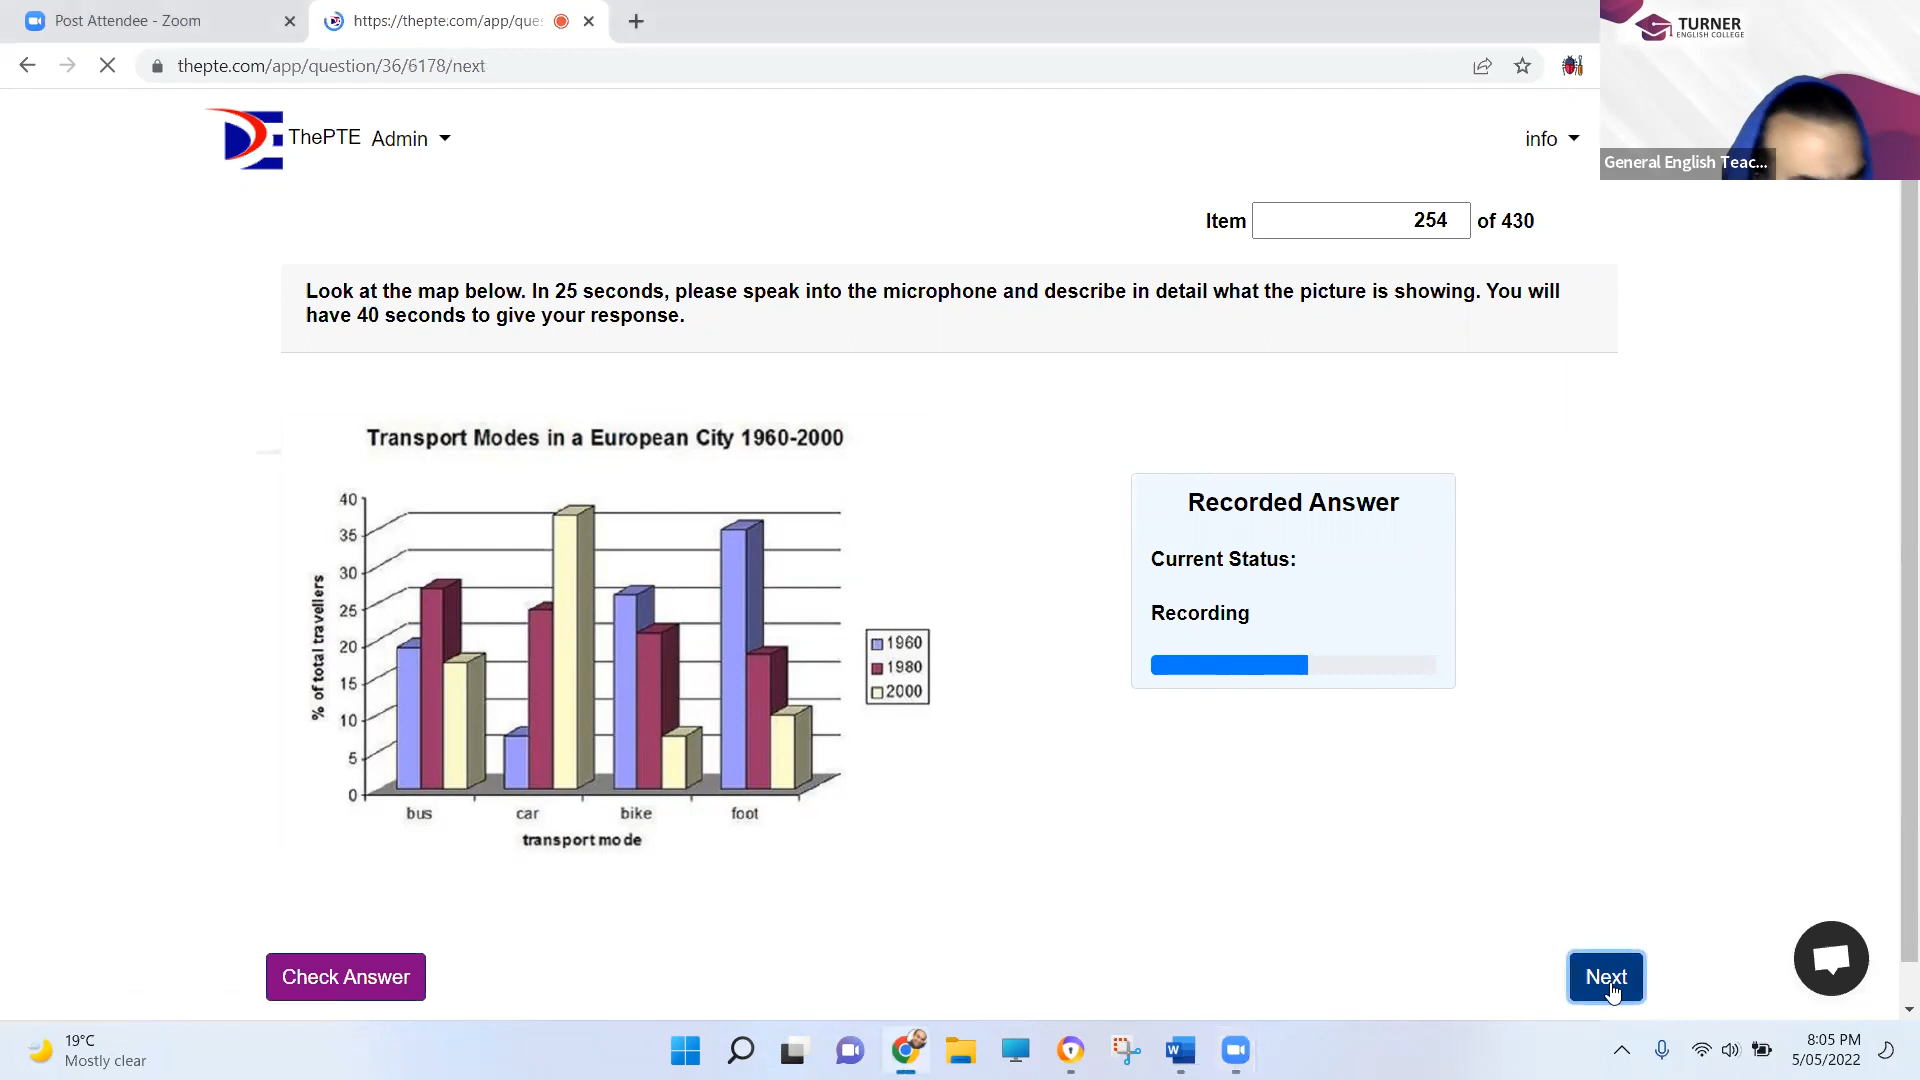 Post Attendee - Zoom
https://thepte.com/app/que
TURNER
ENGLISH COLLEGE
thepte.com/app/question/36/6178/next
ThePTE Admin
info
General English Teac...
Item 254 of 430
Look at the map below. In 25 seconds, please speak into the microphone and describe in detail what the picture is showing. You will
have 40 seconds to give your response.
Transport Modes in a European City 1960-2000
40
35
30
25
20
15
10
5
0
% of total travellers
bus car bike foot
transport mode
1960
1980
2000
Recorded Answer
Current Status:
Recording
Check Answer
Next
19°C
Mostly clear
8:05 PM
5/05/2022